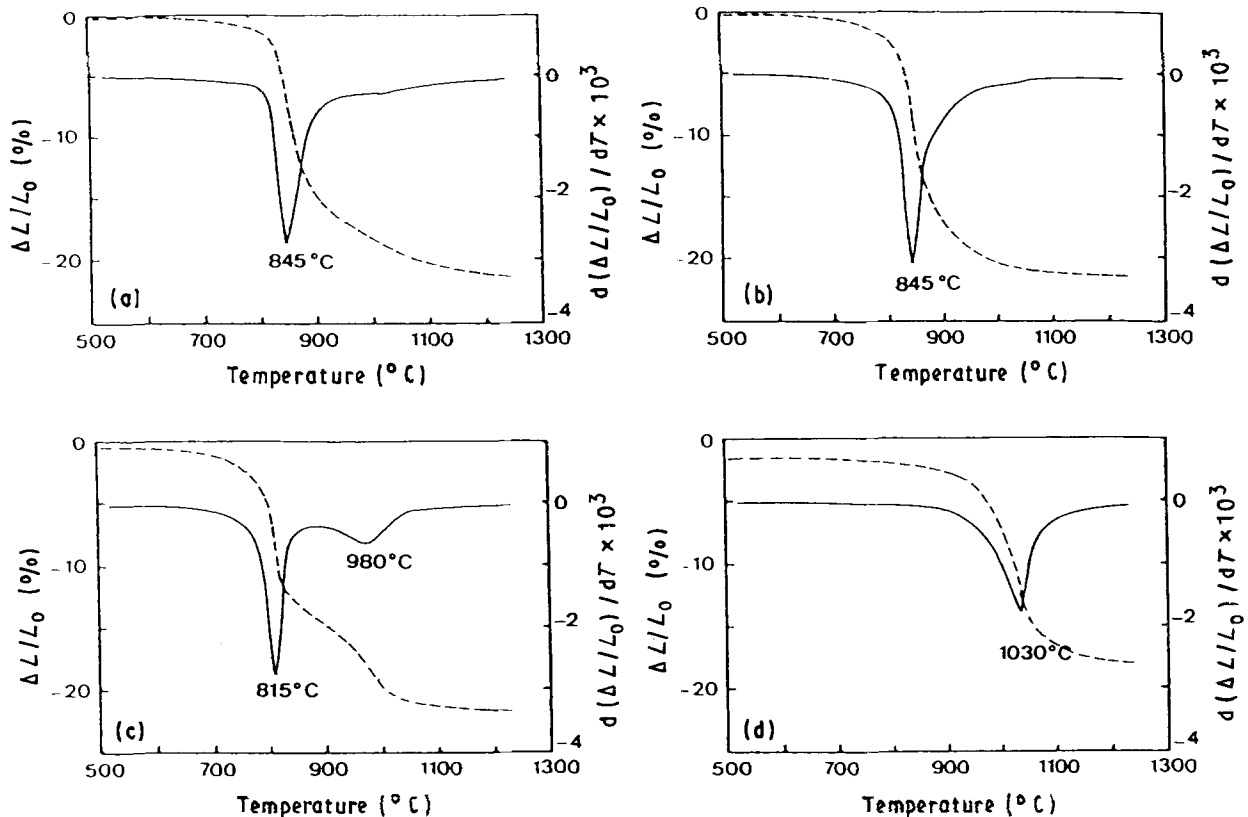 0
-10
-20
ΔL/L₀ (%)
0
-2
-4
d(ΔL/L₀)/dT × 10³
845°C
(a)
500 700 900 1100 1300
Temperature (°C)
0
-10
-20
ΔL/L₀ (%)
0
-2
-4
d(ΔL/L₀)/dT × 10³
845°C
(b)
500 700 900 1100 1300
Temperature (°C)
0
-10
-20
ΔL/L₀ (%)
0
-2
-4
d(ΔL/L₀)/dT × 10³
980°C
815°C
(c)
500 700 900 1100 1300
Temperature (°C)
0
-10
-20
ΔL/L₀ (%)
0
-2
-4
d(ΔL/L₀)/dT × 10³
1030°C
(d)
500 700 900 1100 1300
Temperature (°C)